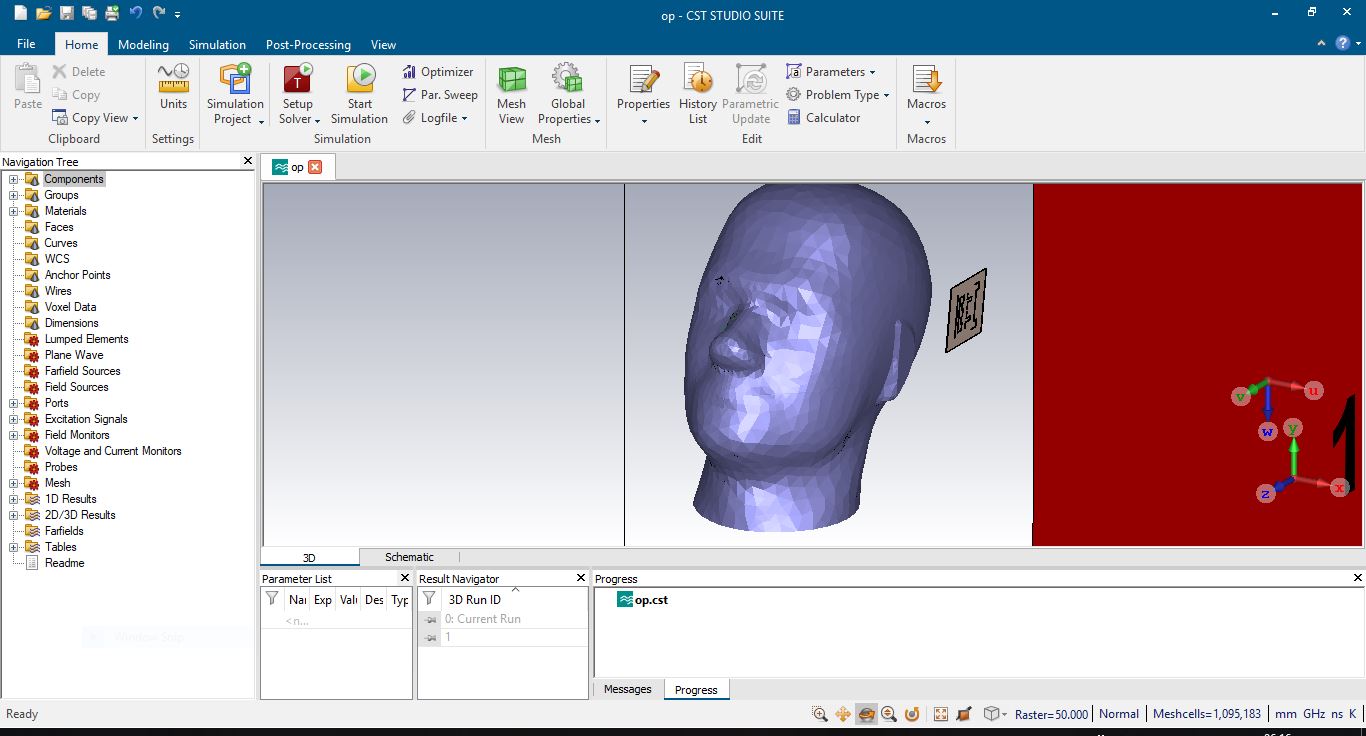 op - CST STUDIO SUITE
File Home Modeling Simulation Post-Processing View
Paste
Delete
Copy
Copy View
Clipboard
Units
Settings
Simulation Project
Setup Solver
Start Simulation
Optimizer
Par. Sweep
Logfile
Simulation
Mesh View
Global Properties
Mesh
Properties
History List
Parametric Update
Parameters
Problem Type
Calculator
Edit
Macros
Macros
Navigation Tree
Components
Groups
Materials
Faces
Curves
WCS
Anchor Points
Wires
Voxel Data
Dimensions
Lumped Elements
Plane Wave
Farfield Sources
Field Sources
Ports
Excitation Signals
Field Monitors
Voltage and Current Monitors
Probes
Mesh
1D Results
2D/3D Results
Farfields
Tables
Readme
op
u
v
w
y
z
x
1
3D Schematic
Parameter List
Nai Exp Valu Des Typ
<n...
Result Navigator
3D Run ID
0: Current Run
1
Progress
op.cst
Messages Progress
Window Snip
Ready
Raster=50.000 Normal Meshcells=1,095,183 mm GHz ns K